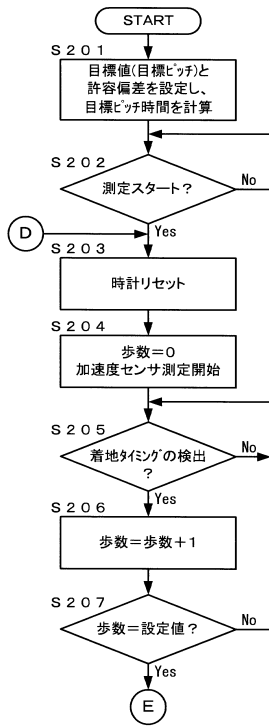 START
S201
目標値(目標ピッチ)と
許容偏差を設定し、
目標ピッチ時間を計算
S202
測定スタート?
No
Yes
D
S203
時計リセット
S204
歩数=0
加速度センサ測定開始
S205
着地タイミングの検出
?
No
Yes
S206
歩数=歩数+1
S207
歩数=設定値?
No
Yes
E